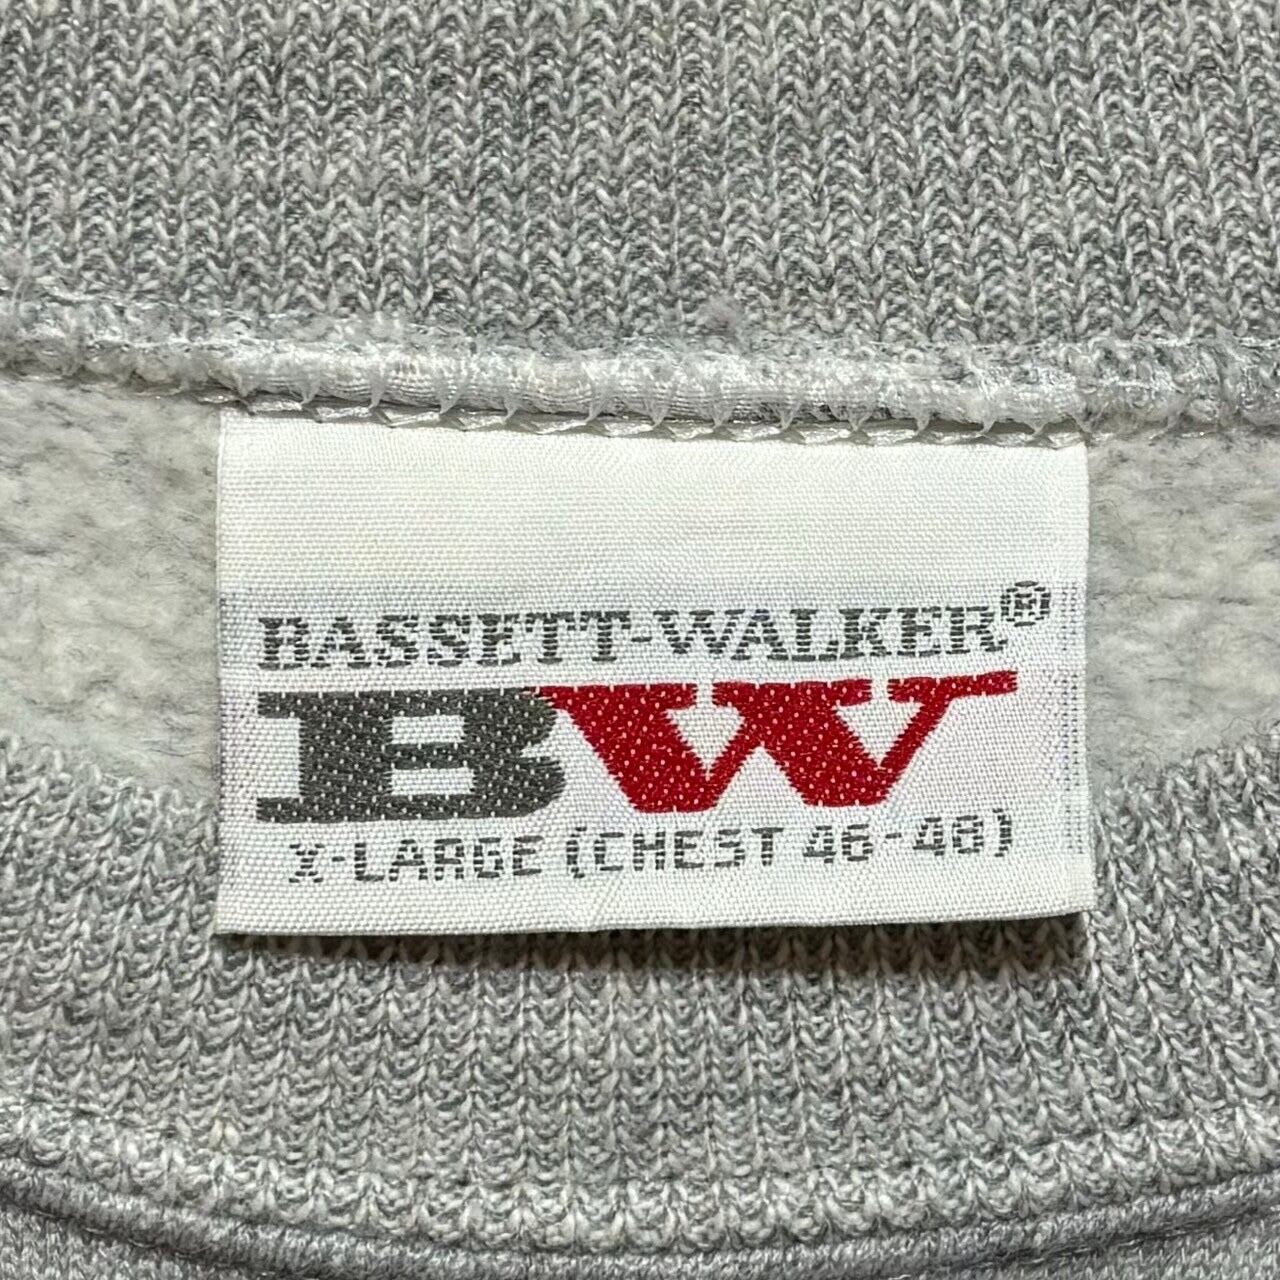 BASSETT-WALKER®
BW
X-LARGE (CHEST 46-48)